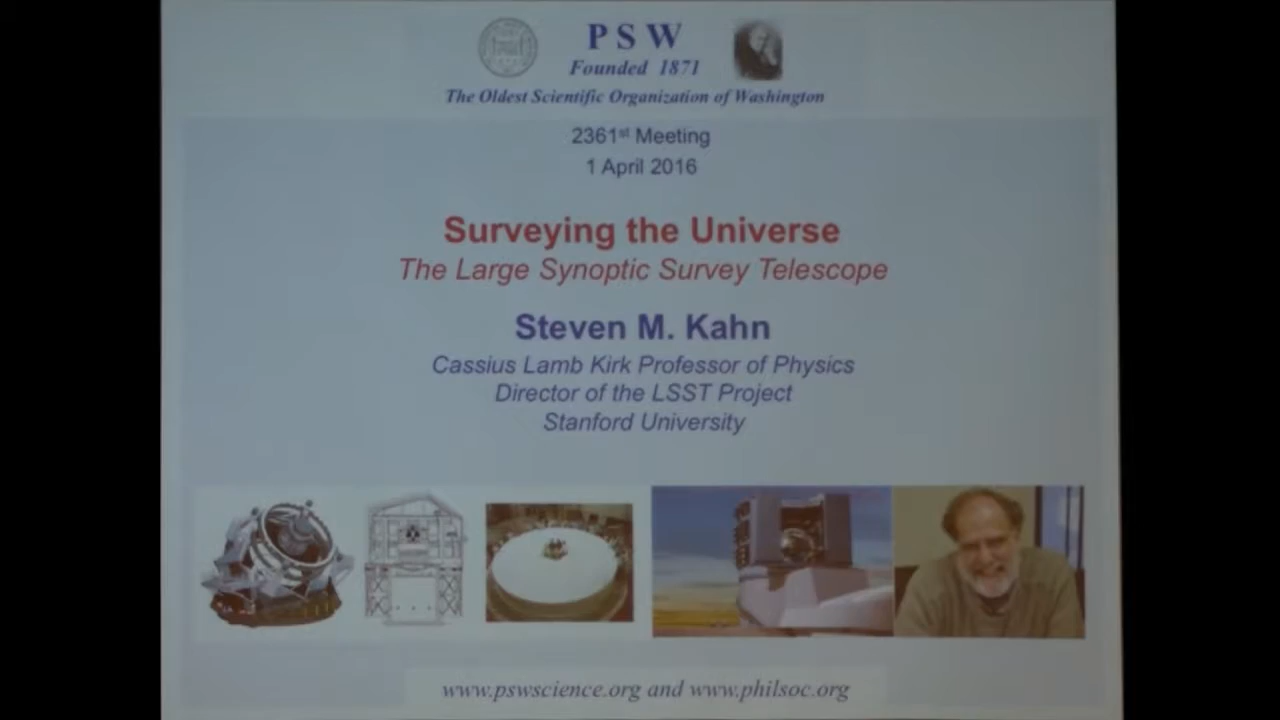 P S W
Founded 1871
The Oldest Scientific Organization of Washington
2361st Meeting
1 April 2016
Surveying the Universe
The Large Synoptic Survey Telescope
Steven M. Kahn
Cassius Lamb Kirk Professor of Physics
Director of the LSST Project
Stanford University
www.pswscience.org and www.philsoc.org